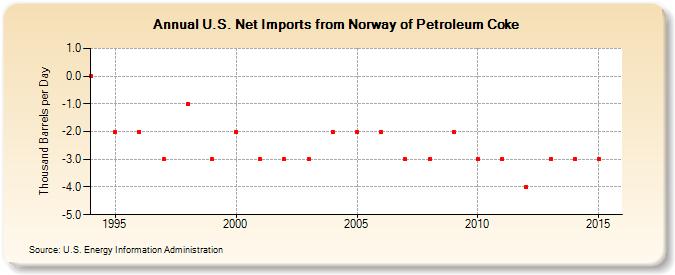 Annual U.S. Net Imports from Norway of Petroleum Coke
Thousand Barrels per Day
1.0
0.0
-1.0
-2.0
-3.0
-4.0
-5.0
1995 2000 2005 2010 2015
Source: U.S. Energy Information Administration